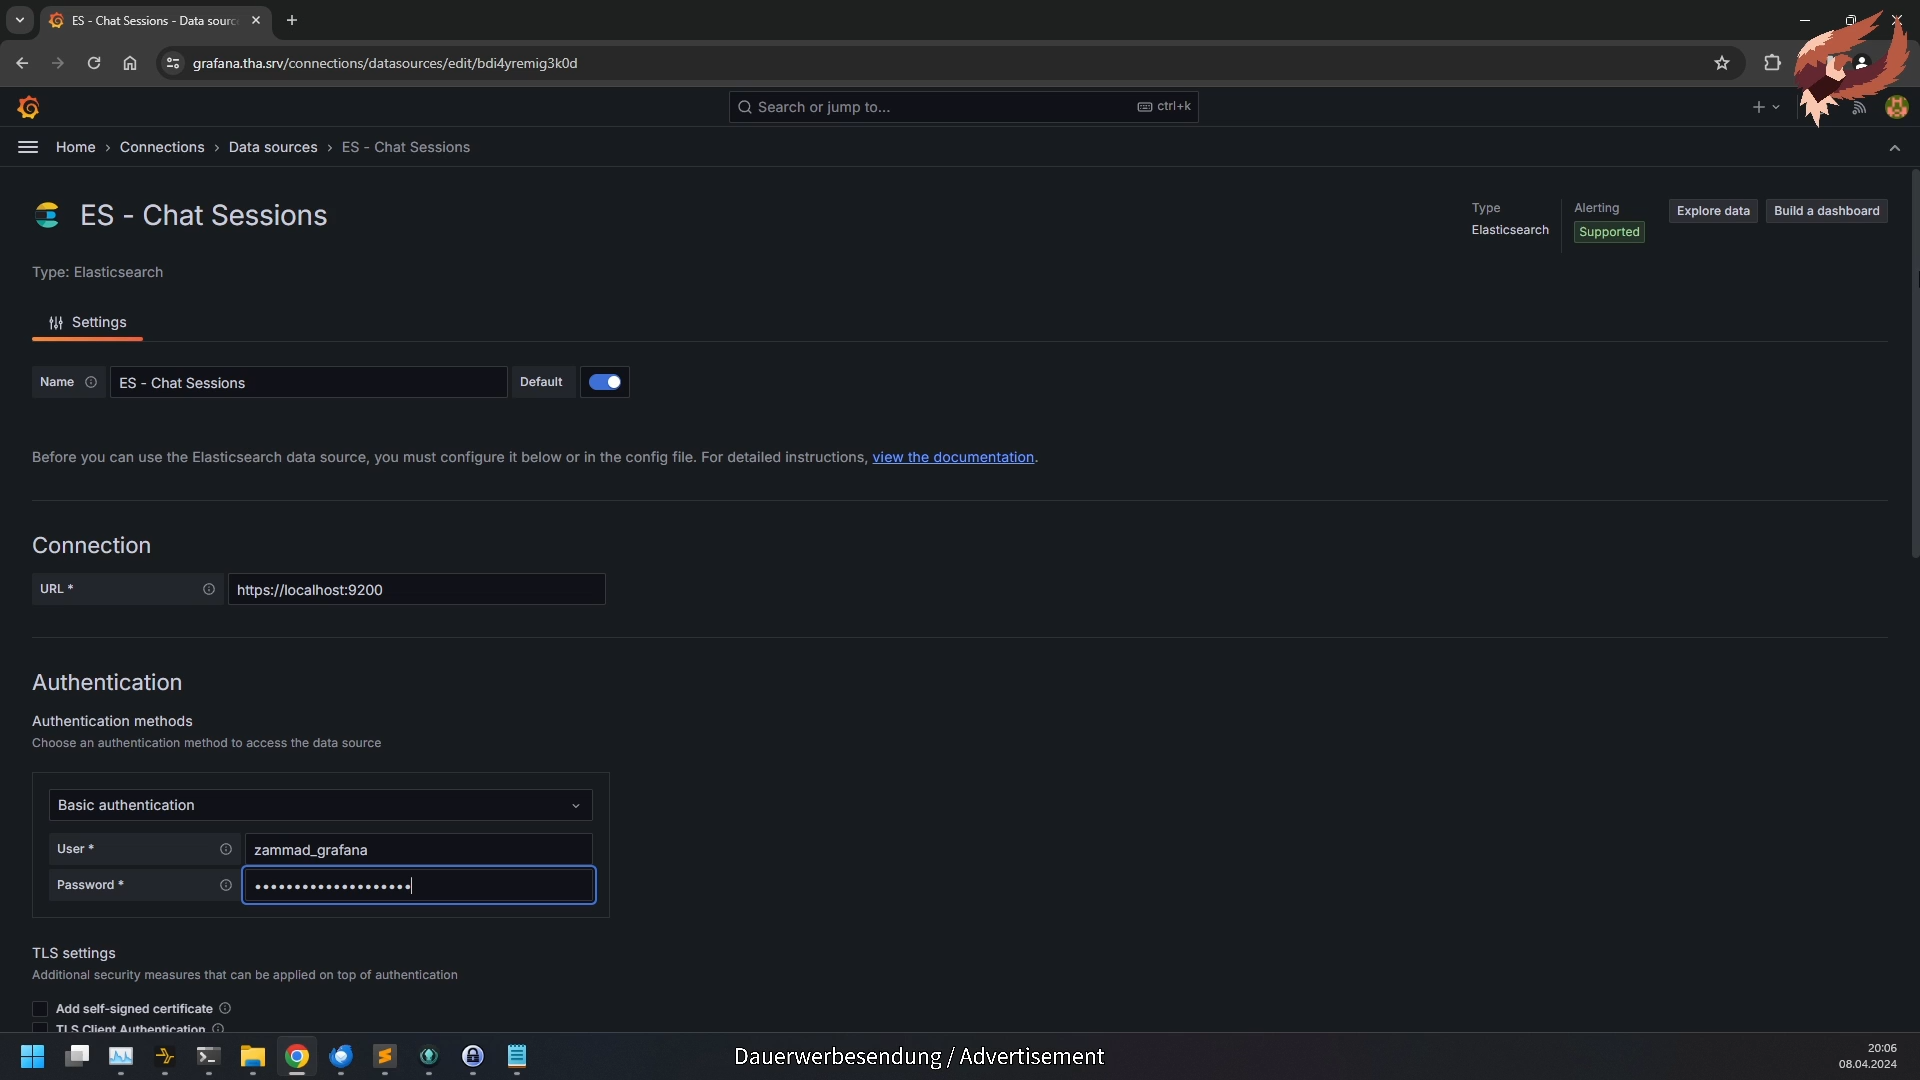 ES - Chat Sessions - Data sourc
grafana.tha.srv/connections/datasources/edit/bdi4yremig3k0d
Search or jump to...
ctrl+k
Home › Connections › Data sources › ES - Chat Sessions
ES - Chat Sessions
Type
Elasticsearch
Alerting
Supported
Explore data
Build a dashboard
Type: Elasticsearch
Settings
Name
ES - Chat Sessions
Default
Before you can use the Elasticsearch data source, you must configure it below or in the config file. For detailed instructions, view the documentation.
Connection
URL *
https://localhost:9200
Authentication
Authentication methods
Choose an authentication method to access the data source
Basic authentication
User *
zammad_grafana
Password *
••••••••••••••••••••
TLS settings
Additional security measures that can be applied on top of authentication
Add self-signed certificate
TLS Client Authentication
Dauerwerbesendung / Advertisement
20:06
08.04.2024